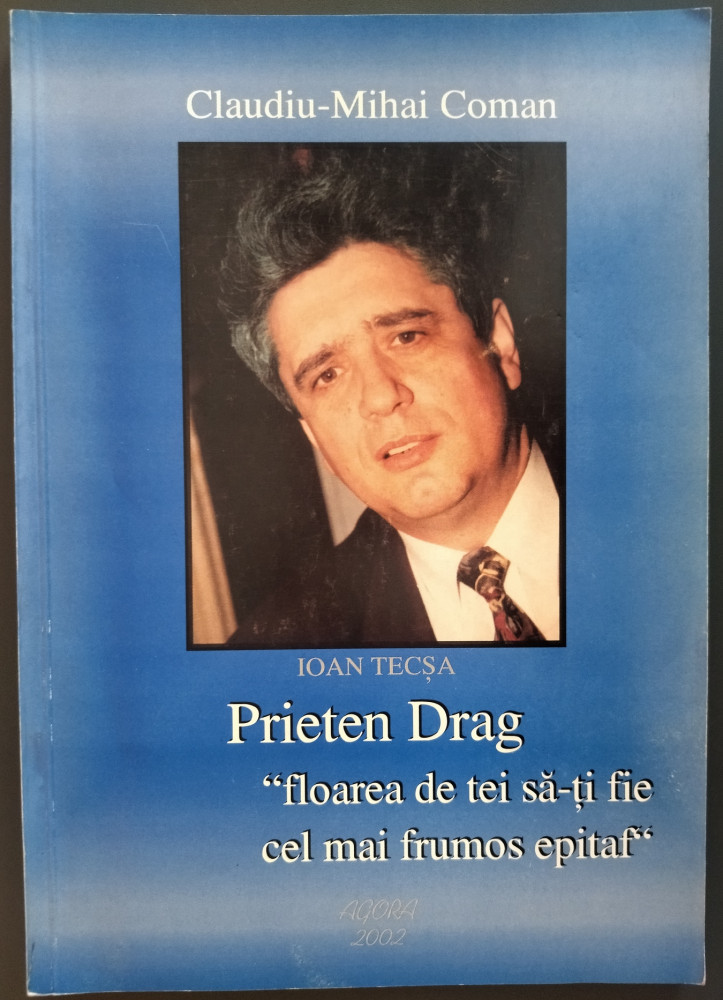 Claudiu-Mihai Coman
IOAN TECȘA
Prieten Drag
“floarea de tei să-ți fie
cel mai frumos epitaf“
AGORA
2002